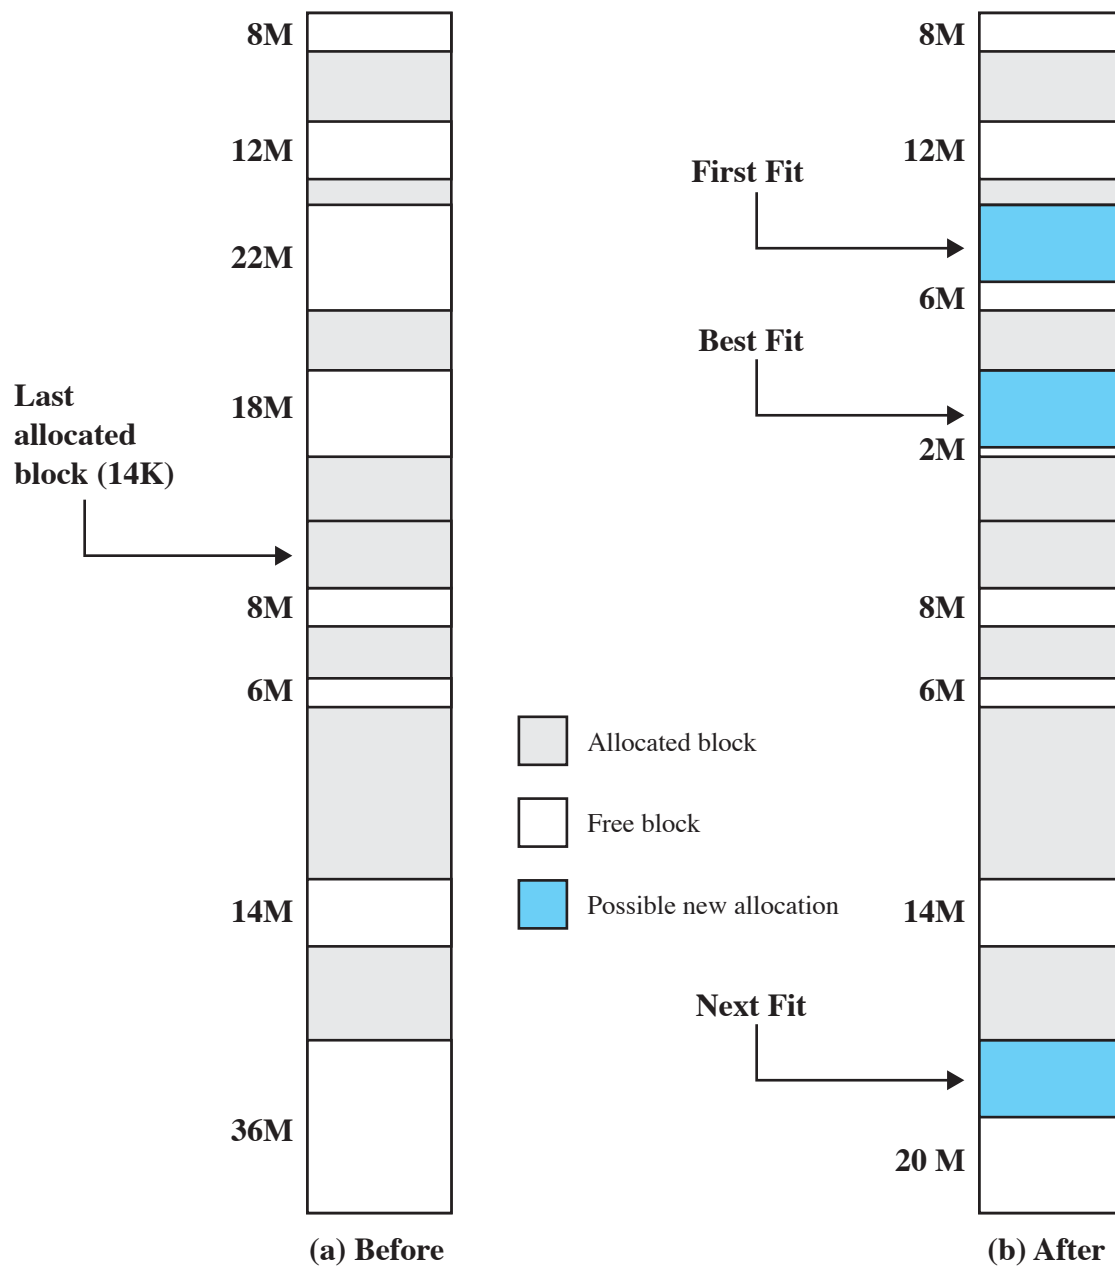 8M
12M
22M
18M
Last
allocated
block (14K)
8M
6M
14M
36M
(a) Before
Allocated block
Free block
Possible new allocation
8M
12M
First Fit
6M
Best Fit
2M
8M
6M
14M
Next Fit
20 M
(b) After